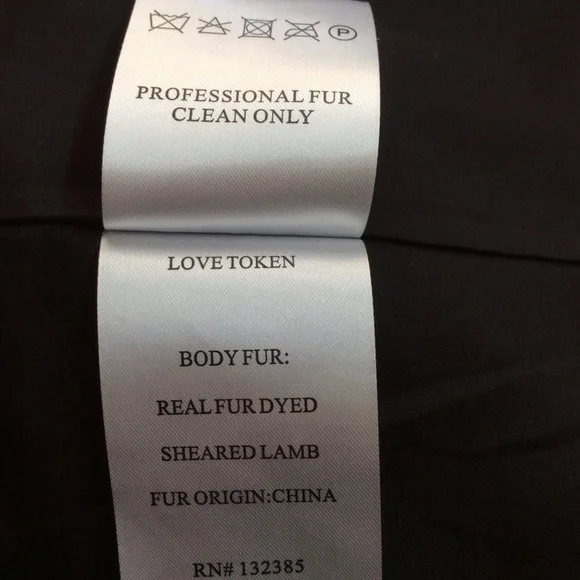 P
PROFESSIONAL FUR
CLEAN ONLY
LOVE TOKEN
BODY FUR:
REAL FUR DYED
SHEARED LAMB
FUR ORIGIN:CHINA
RN# 132385